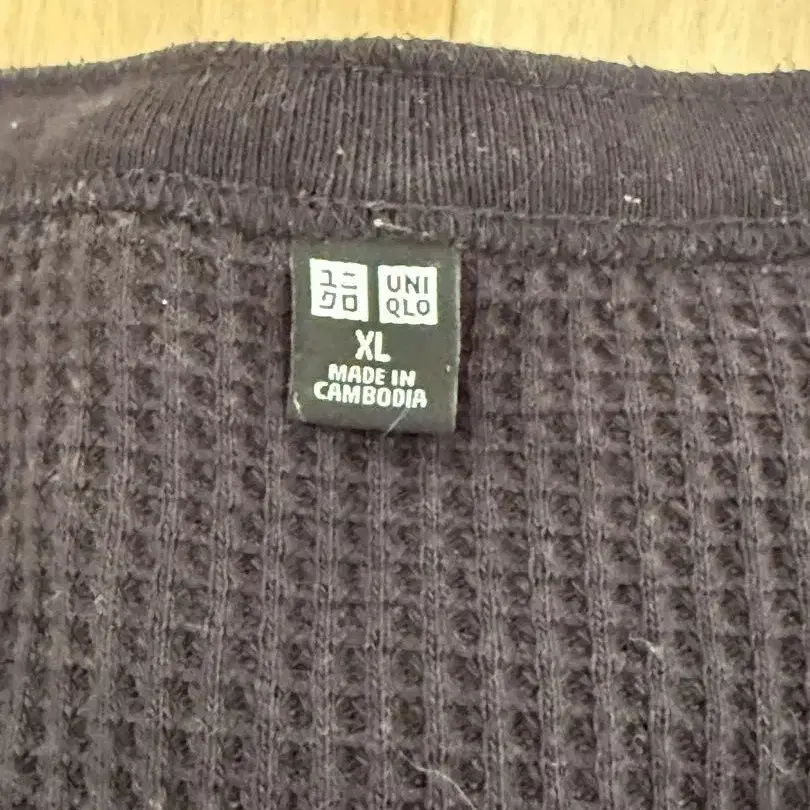 ユニ UNI
クロ QLO
XL
MADE IN
CAMBODIA